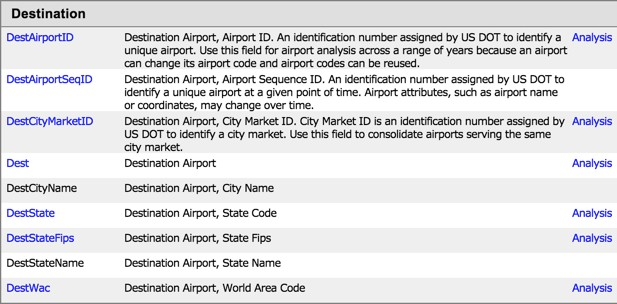 Destination
DestAirportID Destination Airport, Airport ID. An identification number assigned by US DOT to identify a Analysis
unique airport. Use this field for airport analysis across a range of years because an airport
can change its airport code and airport codes can be reused.
DestAirportSeqID Destination Airport, Airport Sequence ID. An identification number assigned by US DOT to
identify a unique airport at a given point of time. Airport attributes, such as airport name
or coordinates, may change over time.
DestCityMarketID Destination Airport, City Market ID. City Market ID is an identification number assigned by Analysis
US DOT to identify a city market. Use this field to consolidate airports serving the same
city market.
Dest Destination Airport Analysis
DestCityName Destination Airport, City Name
DestState Destination Airport, State Code Analysis
DestStateFips Destination Airport, State Fips Analysis
DestStateName Destination Airport, State Name
DestWac Destination Airport, World Area Code Analysis